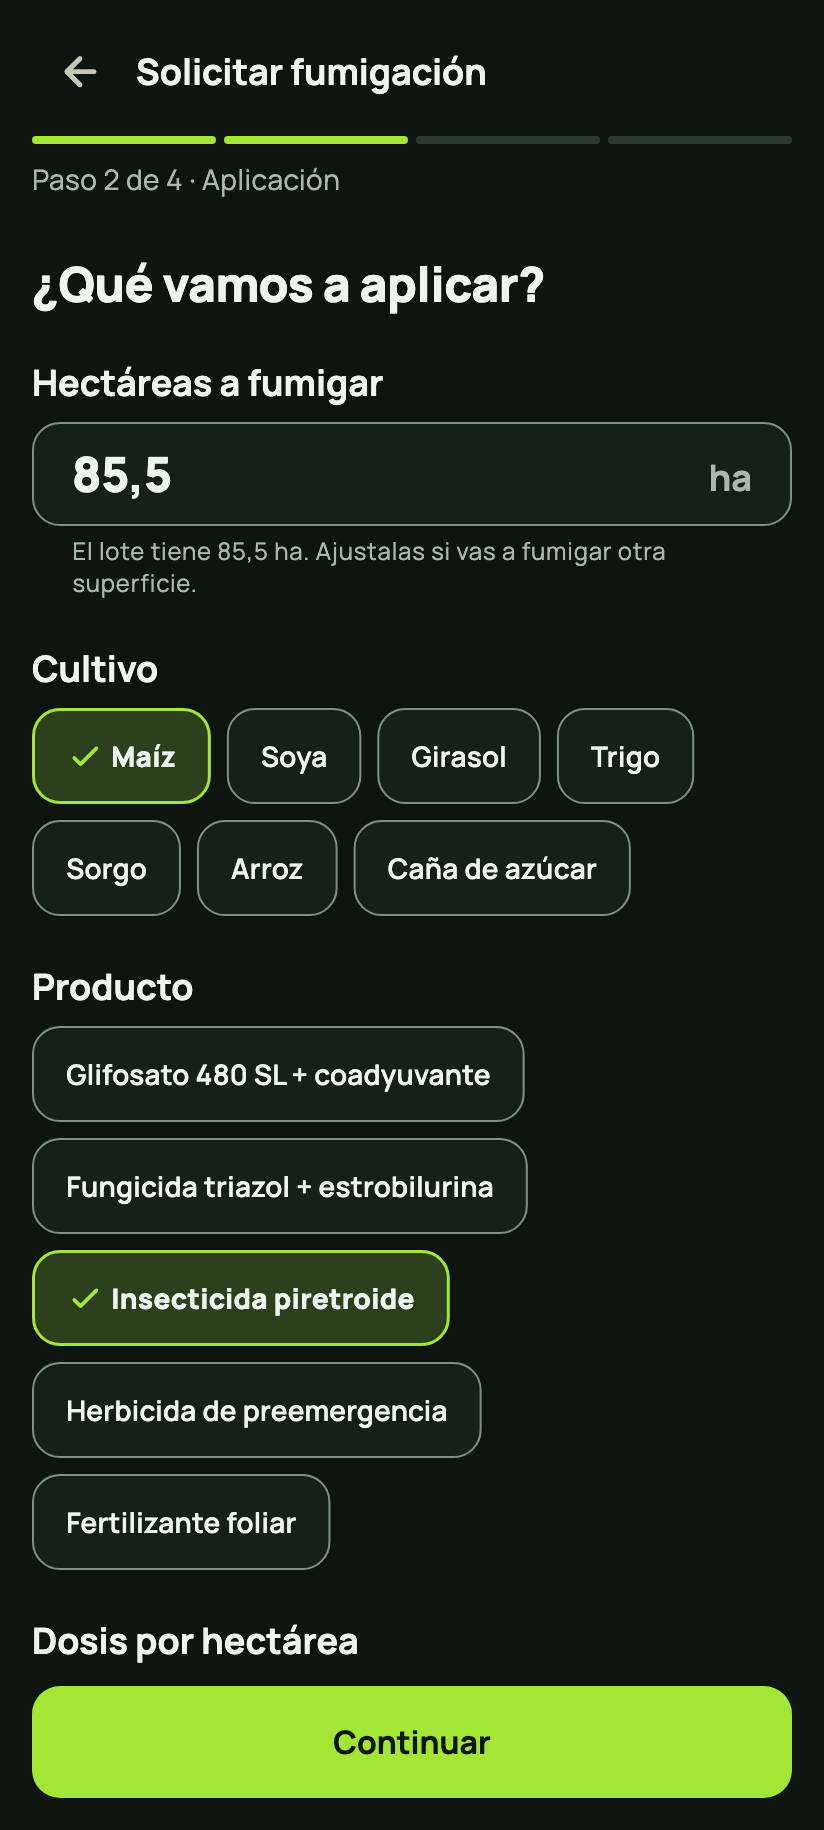 Solicitar fumigación
Paso 2 de 4 · Aplicación
¿Qué vamos a aplicar?
Hectáreas a fumigar
85,5 ha
El lote tiene 85,5 ha. Ajustalas si vas a fumigar otra
superficie.
Cultivo
Maíz Soya Girasol Trigo
Sorgo Arroz Caña de azúcar
Producto
Glifosato 480 SL + coadyuvante
Fungicida triazol + estrobilurina
Insecticida piretroide
Herbicida de preemergencia
Fertilizante foliar
Dosis por hectárea
Continuar